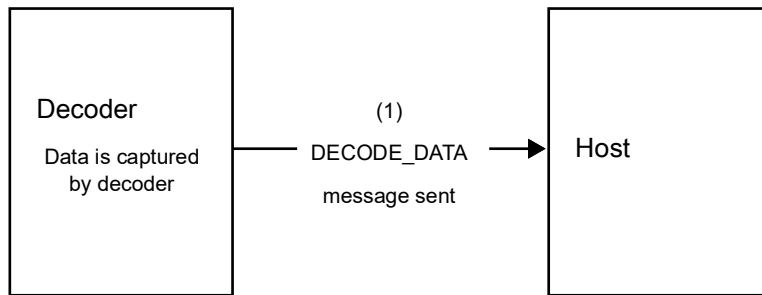 Decoder
Data is captured
by decoder
(1)
DECODE_DATA
message sent
Host